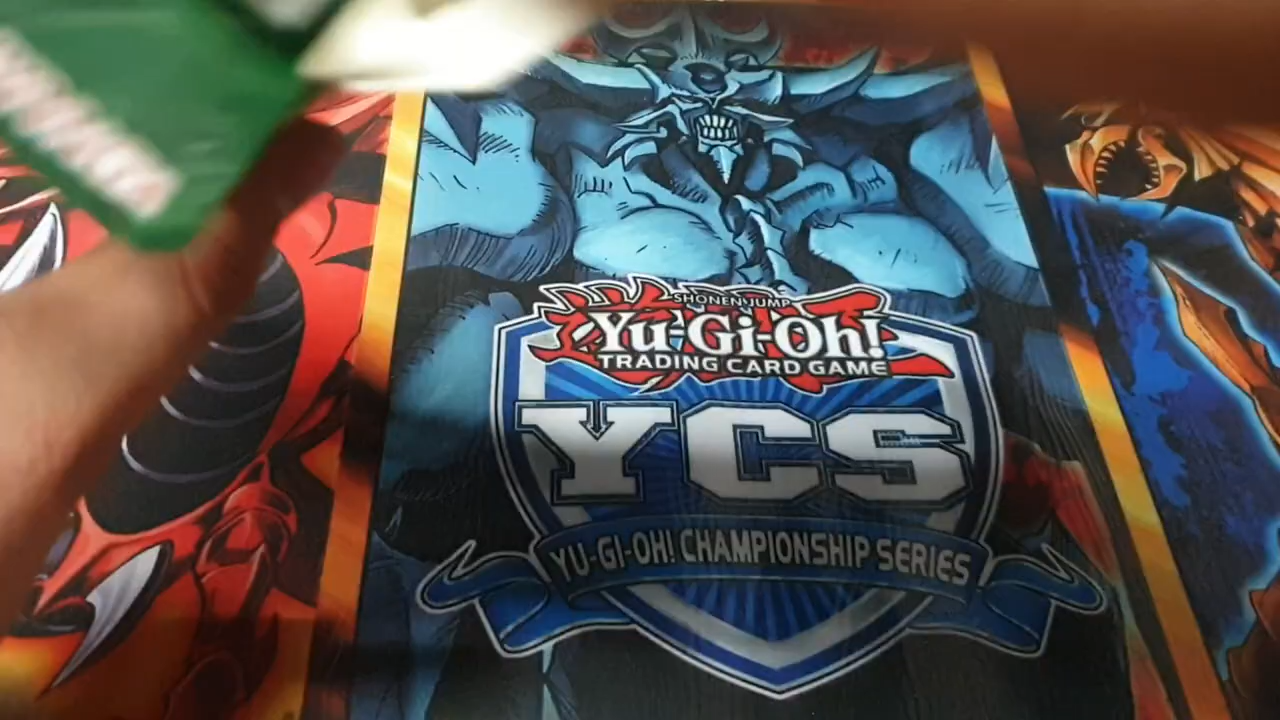 SHONEN JUMP
Yu-Gi-Oh!
TRADING CARD GAME
YCS
YU-GI-OH! CHAMPIONSHIP SERIES